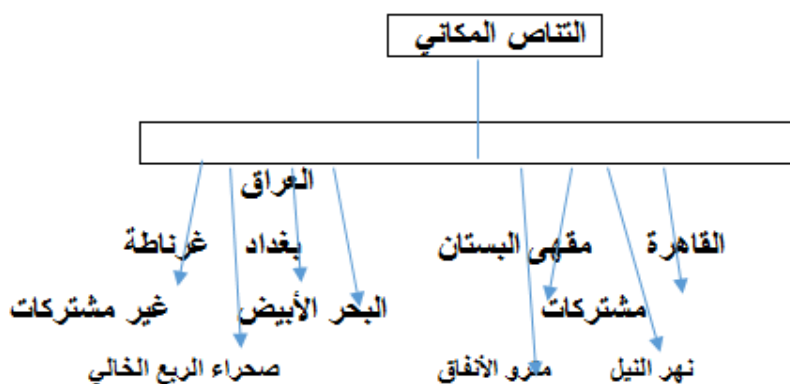 التناص المكاني
العراق
القاهرة مقهى البستان بغداد غرناطة
مشتركات البحر الأبيض غير مشتركات
نهر النيل مترو الأنفاق صحراء الربع الخالي